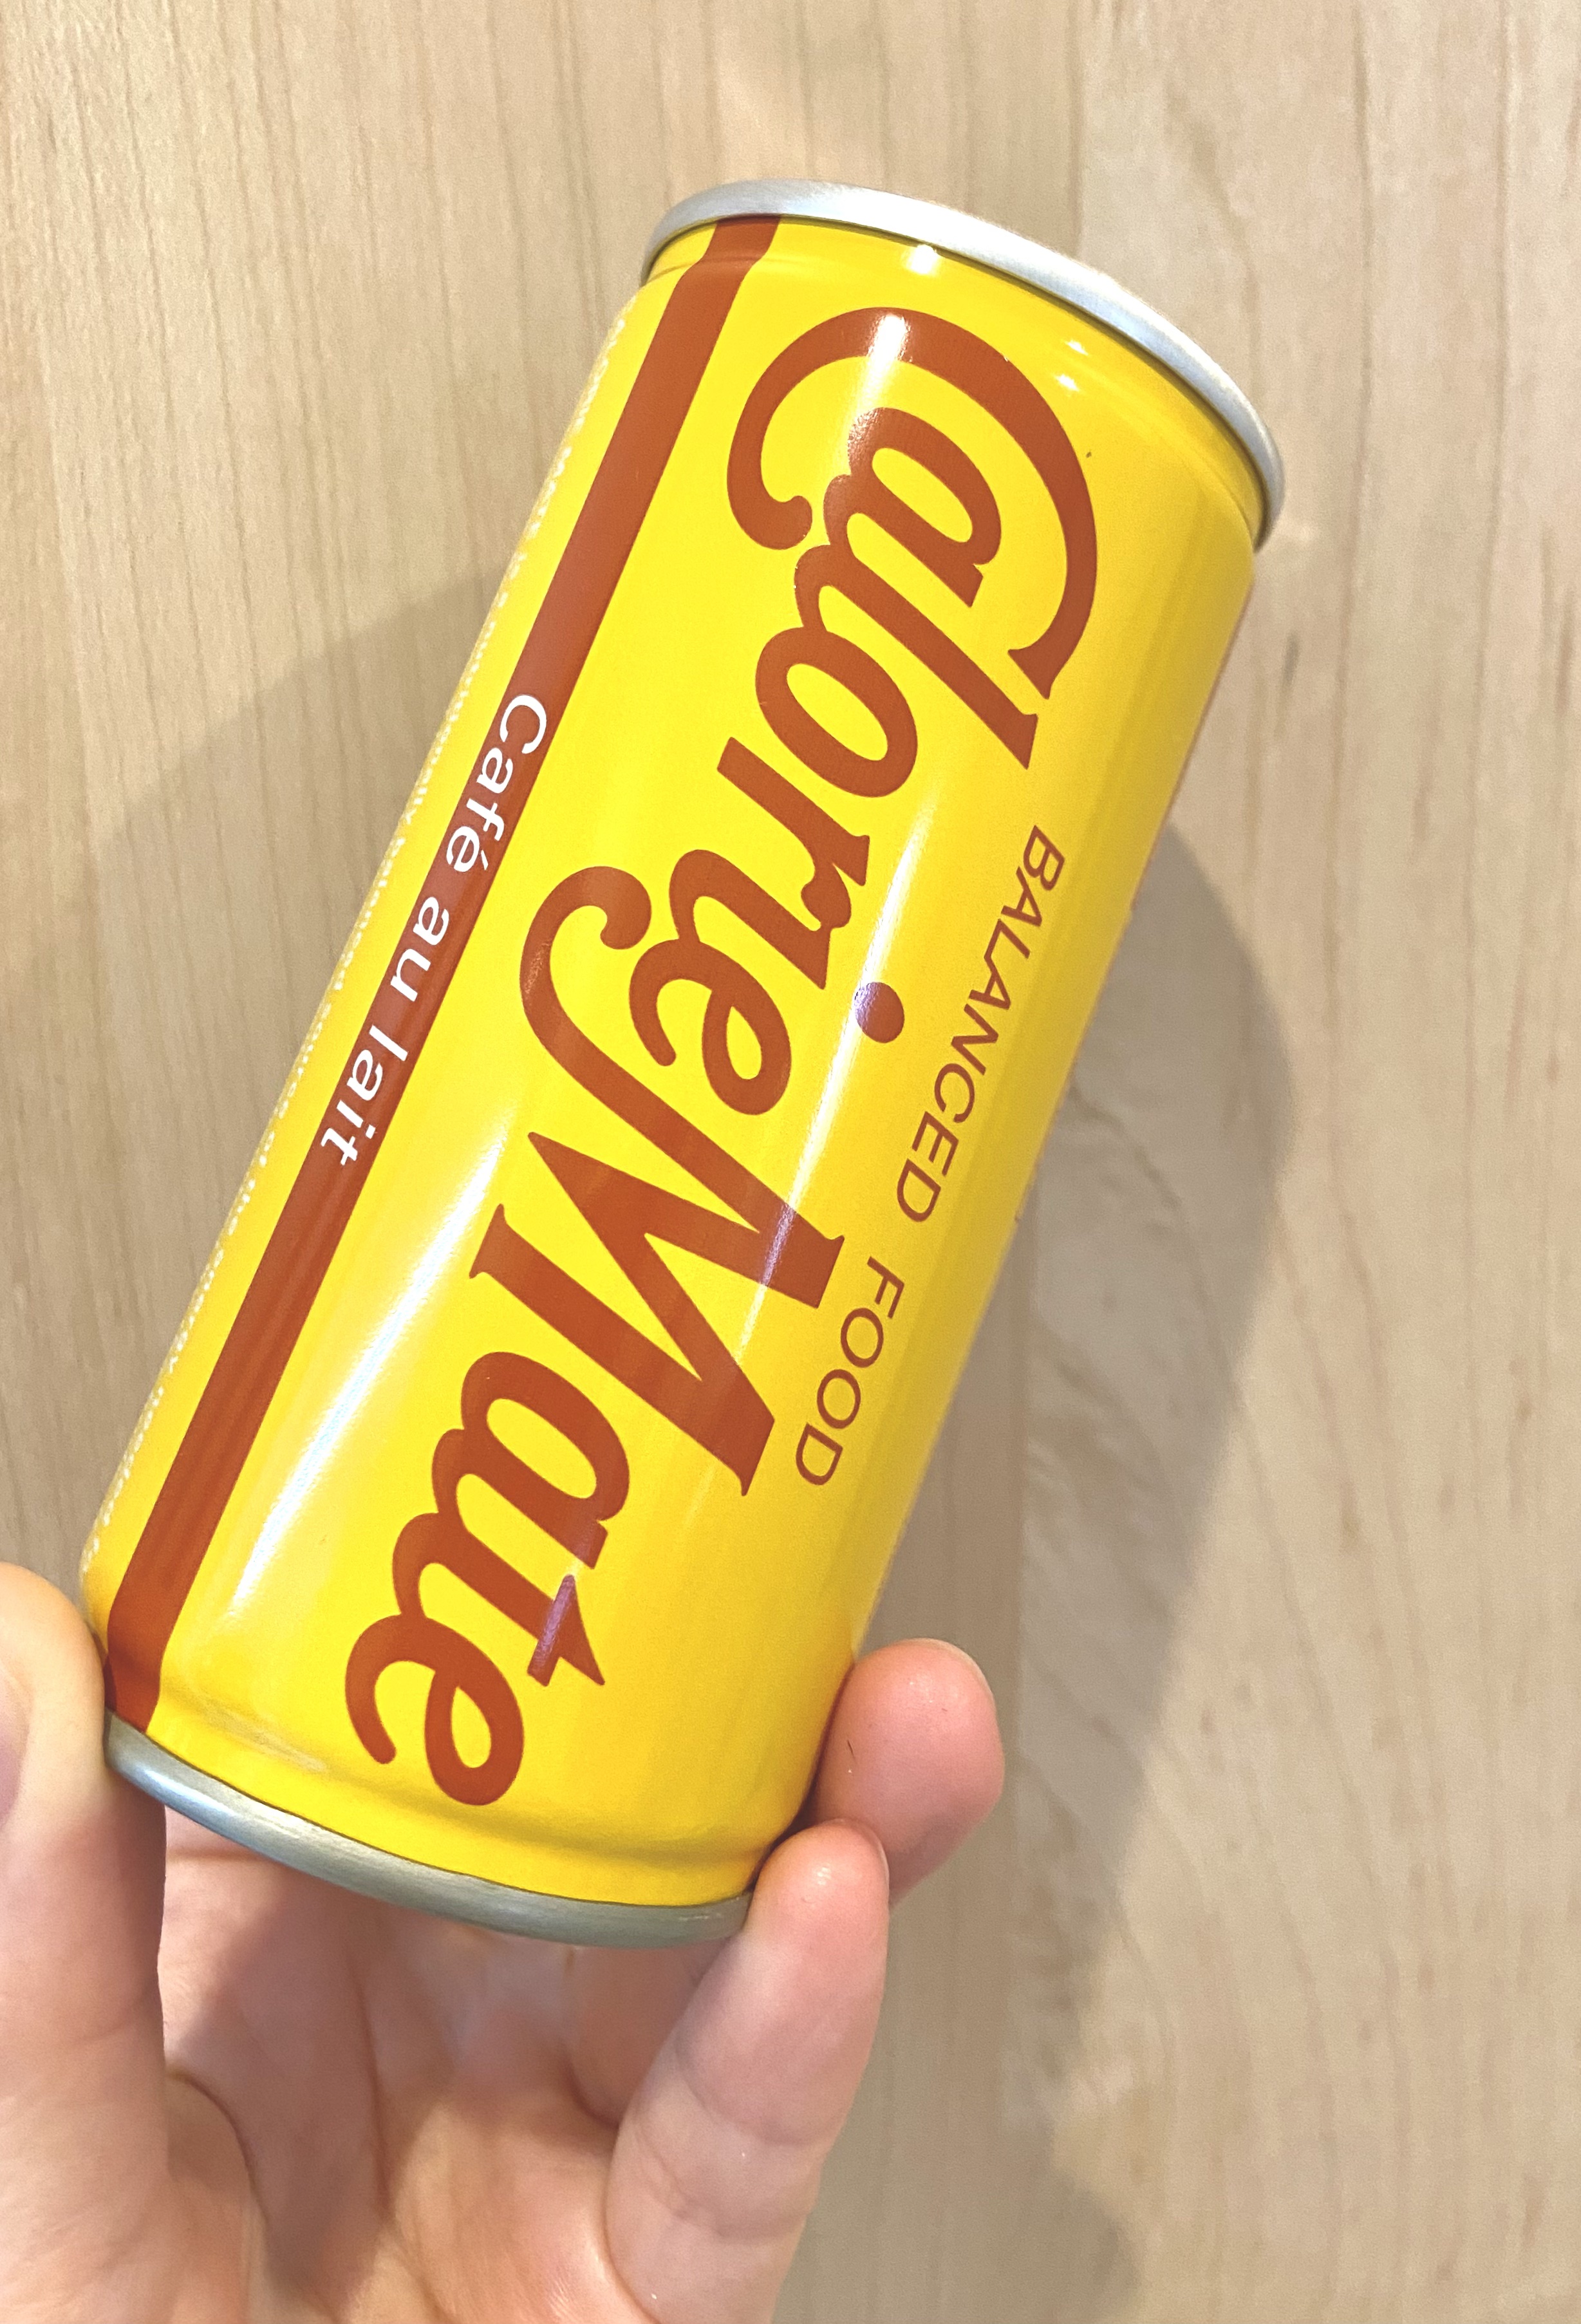 BALANCED FOOD
CalorieMate
Café au lait